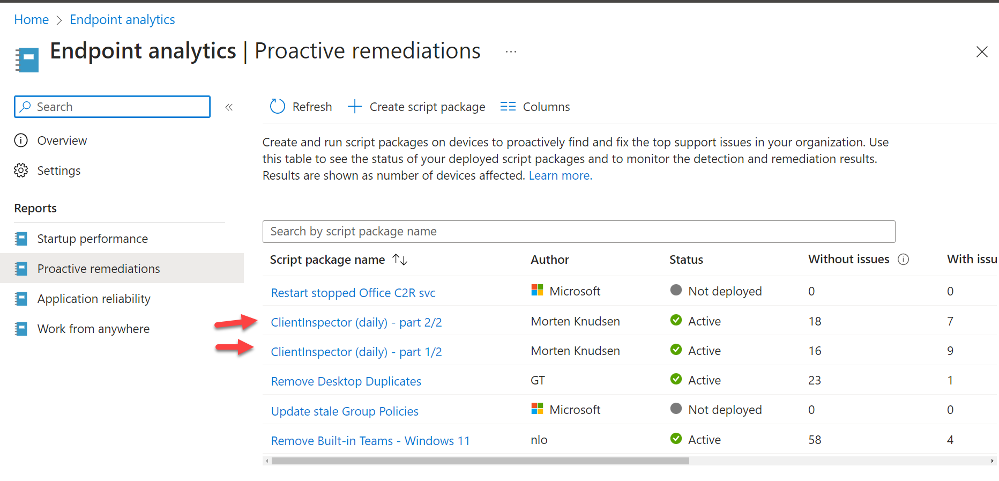 Home > Endpoint analytics
Endpoint analytics | Proactive remediations ...
Search «
Refresh Create script package Columns
Overview
Settings
Create and run script packages on devices to proactively find and fix the top support issues in your organization. Use
this table to see the status of your deployed script packages and to monitor the detection and remediation results.
Results are shown as number of devices affected. Learn more.
Reports
Startup performance
Proactive remediations
Application reliability
Work from anywhere
Search by script package name
Script package name ↑↓ Author Status Without issues With issu
Restart stopped Office C2R svc Microsoft Not deployed 0 0
ClientInspector (daily) - part 2/2 Morten Knudsen Active 18 7
ClientInspector (daily) - part 1/2 Morten Knudsen Active 16 9
Remove Desktop Duplicates GT Active 23 1
Update stale Group Policies Microsoft Not deployed 0 0
Remove Built-in Teams - Windows 11 nlo Active 58 4